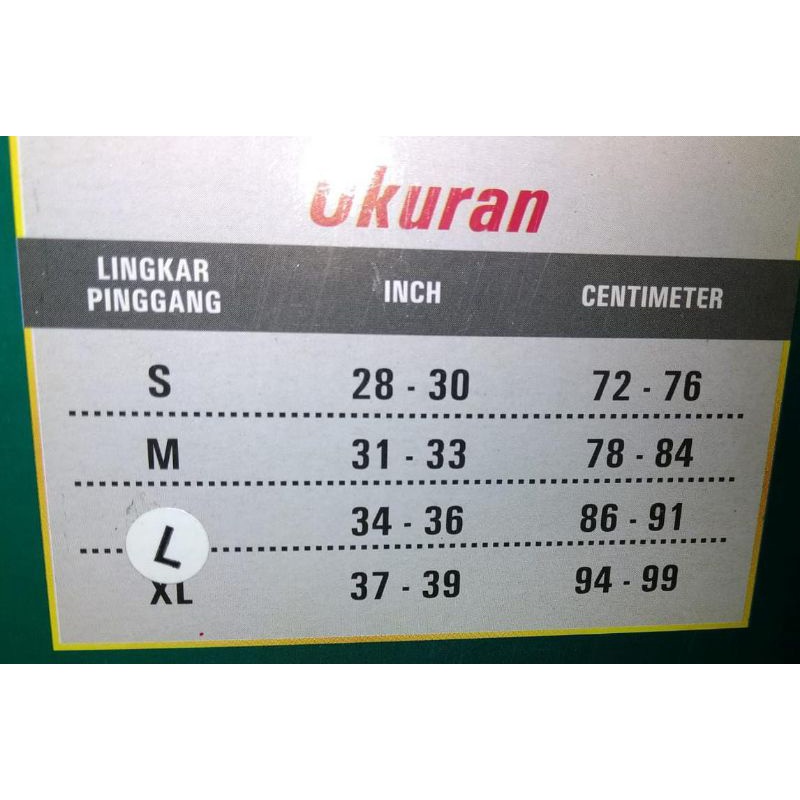 Ukuran
LINGKAR PINGGANG INCH CENTIMETER
S 28 - 30 72 - 76
M 31 - 33 78 - 84
L 34 - 36 86 - 91
XL 37 - 39 94 - 99